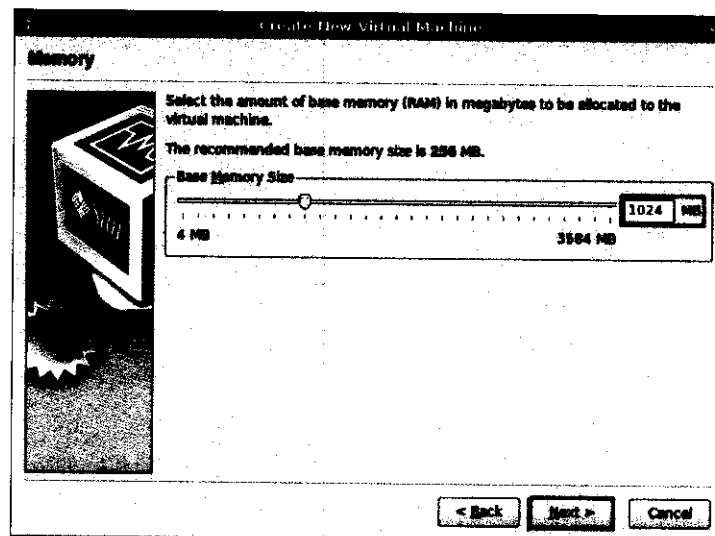 Create New Virtual Machine
Memory
Select the amount of base memory (RAM) in megabytes to be allocated to the
virtual machine.
The recommended base memory size is 256 MB.
Base Memory Size
1024 MB
4 MB
3584 MB
< Back
Next >
Cancel